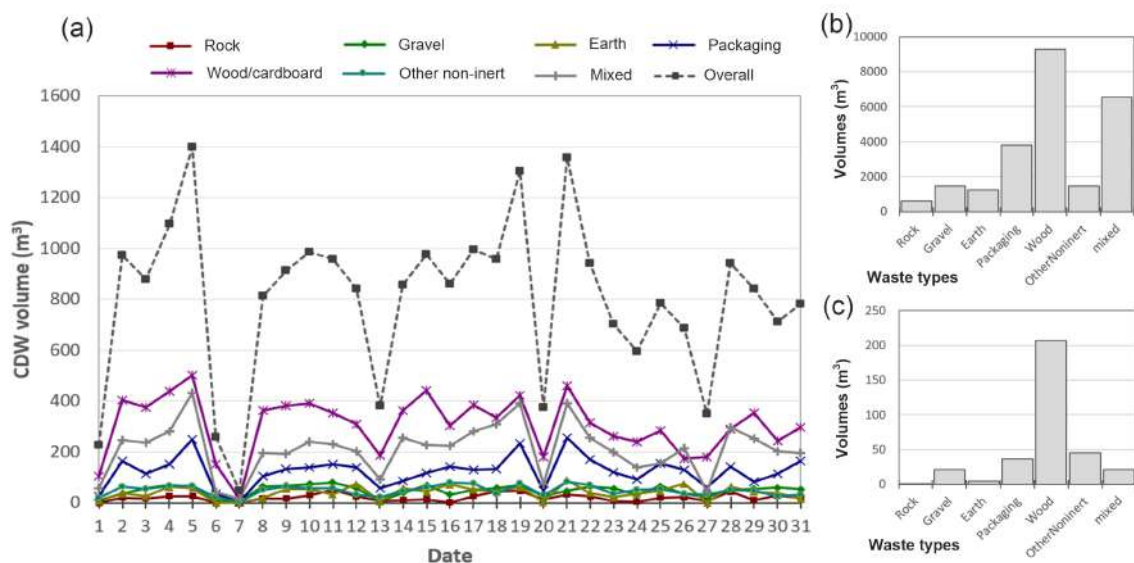 (a)
Rock Gravel Earth Packaging
Wood/cardboard Other non-inert Mixed Overall
CDW volume (m³)
1600
1400
1200
1000
800
600
400
200
0
1 2 3 4 5 6 7 8 9 10 11 12 13 14 15 16 17 18 19 20 21 22 23 24 25 26 27 28 29 30 31
Date
(b)
Volumes (m³)
10000
8000
6000
4000
2000
0
Rock Gravel Earth Packaging Wood OtherNoninert mixed
Waste types
(c)
Volumes (m³)
250
200
150
100
50
0
Rock Gravel Earth Packaging Wood OtherNoninert mixed
Waste types